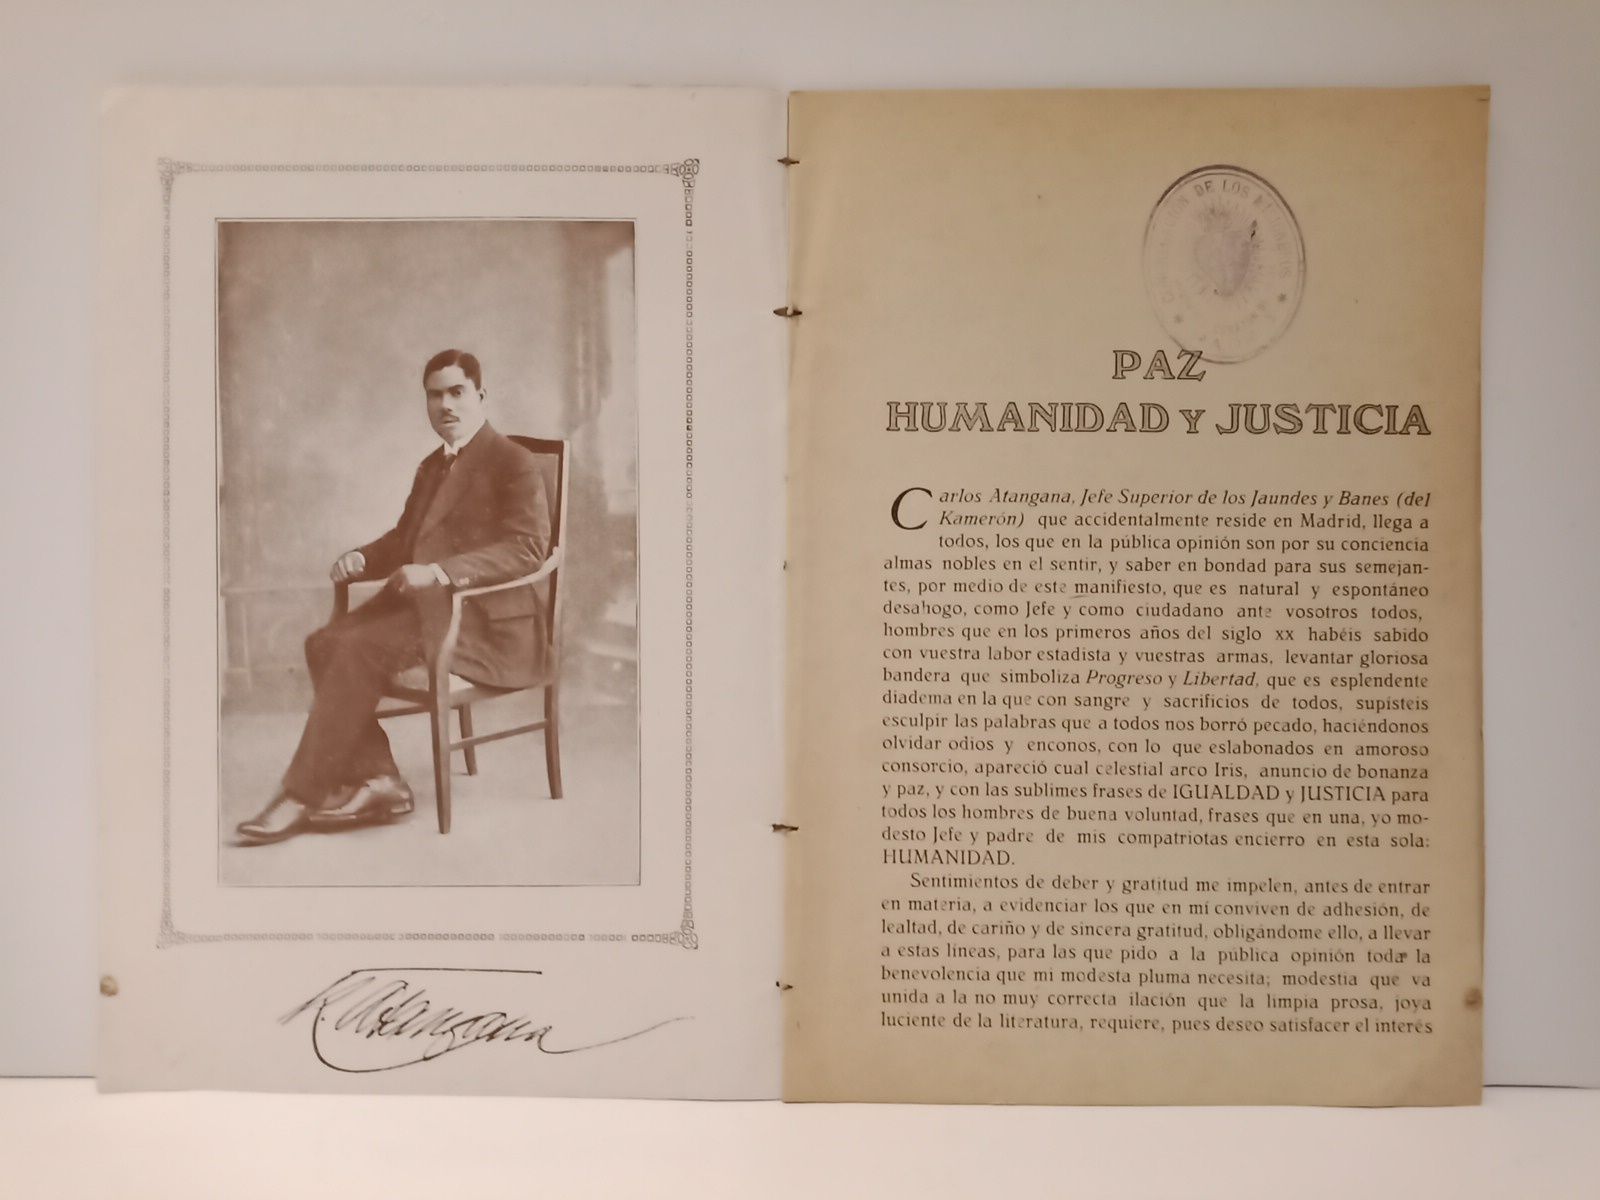 K. Atangana
DE LOS
PAZ
HUMANIDAD Y JUSTICIA
Carlos Atangana, Jefe Superior de los Jaundes y Banes (del
Kamerón) que accidentalmente reside en Madrid, llega a
todos, los que en la pública opinión son por su conciencia
almas nobles en el sentir, y saber en bondad para sus semejan-
tes, por medio de este manifiesto, que es natural y espontáneo
desahogo, como Jefe y como ciudadano ante vosotros todos,
hombres que en los primeros años del siglo XX habéis sabido
con vuestra labor estadista y vuestras armas, levantar gloriosa
bandera que simboliza Progreso y Libertad, que es esplendente
diadema en la que con sangre y sacrificios de todos, supisteis
esculpir las palabras que a todos nos borró pecado, haciéndonos
olvidar odios y enconos, con lo que eslabonados en amoroso
consorcio, apareció cual celestial arco Iris, anuncio de bonanza
y paz, y con las sublimes frases de IGUALDAD y JUSTICIA para
todos los hombres de buena voluntad, frases que en una, yo mo-
desto Jefe y padre de mis compatriotas encierro en esta sola:
HUMANIDAD.
Sentimientos de deber y gratitud me impelen, antes de entrar
en materia, a evidenciar los que en mí conviven de adhesión, de
lealtad, de cariño y de sincera gratitud, obligándome ello, a llevar
a estas líneas, para las que pido a la pública opinión toda la
benevolencia que mi modesta pluma necesita; modestia que va
unida a la no muy correcta ilación que la limpia prosa, joya
luciente de la literatura, requiere, pues deseo satisfacer el interés